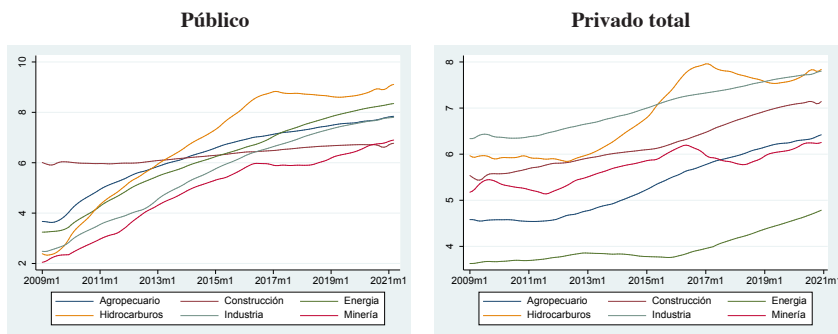 Público
10
8
6
4
2
2009m1 2011m1 2013m1 2015m1 2017m1 2019m1 2021m1
Agropecuario Construcción Energia
Hidrocarburos Industria Minería
Privado total
8
7
6
5
4
2009m1 2011m1 2013m1 2015m1 2017m1 2019m1 2021m1
Agropecuario Construcción Energia
Hidrocarburos Industria Minería